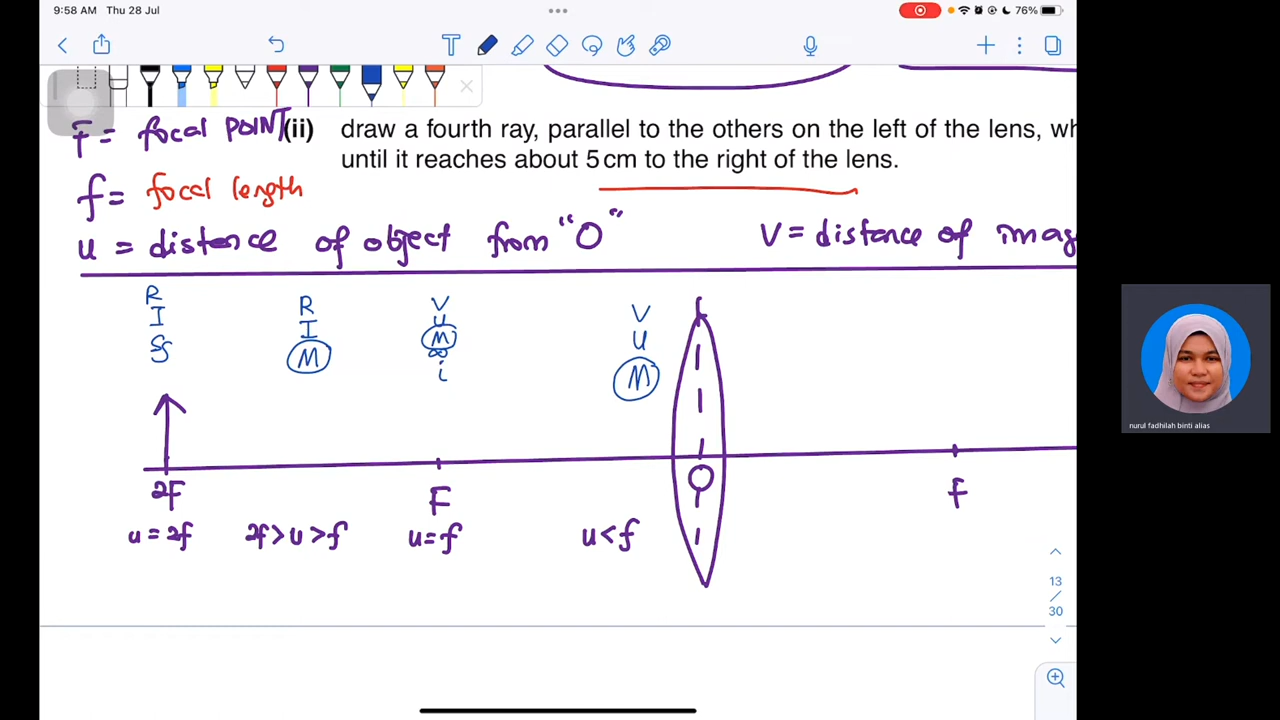 9:58 AM Thu 28 Jul
76%
T
F = focal POINT
(ii) draw a fourth ray, parallel to the others on the left of the lens, wh
until it reaches about 5 cm to the right of the lens.
f = focal length
u = distence of object from "O"
V = distance of imag
R
I
S
R
I
M
V
U
M
∞
i
V
U
M
O
2F
F
F
u = 2f
2f > u > f
u = f
u < f
13
/
30
nurul fadhilah binti alias